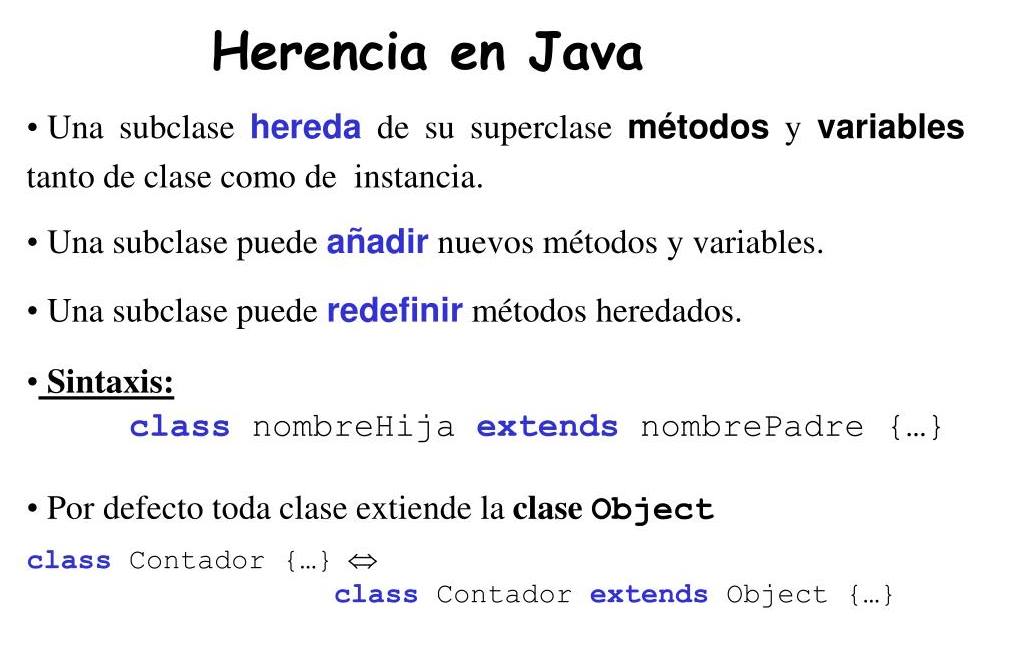 Herencia en Java
• Una subclase hereda de su superclase métodos y variables
tanto de clase como de instancia.
• Una subclase puede añadir nuevos métodos y variables.
• Una subclase puede redefinir métodos heredados.
• Sintaxis:
class nombreHija extends nombrePadre {…}
• Por defecto toda clase extiende la clase Object
class Contador {…} ⇔
class Contador extends Object {…}